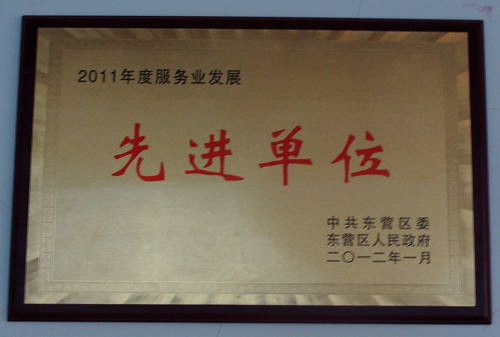 2011年度服务业发展
先进单位
中共东营区委
东营区人民政府
二〇一二年一月